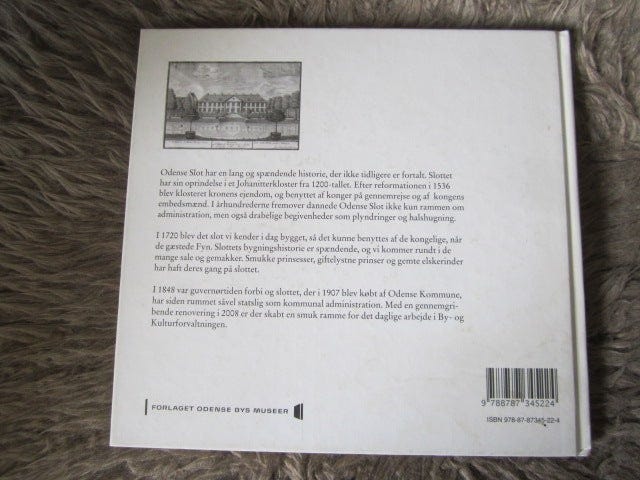 Odense Slot har en lang og spændende historie, der ikke tidligere er fortalt. Slottet
har sin oprindelse i et Johanitterkloster fra 1200-tallet. Efter reformationen i 1536
blev klosteret kronens ejendom, og benyttet af konger på gennemrejse og af kongens
embedsmænd. I århundrederne fremover dannede Odense Slot ikke kun rammen om
administration, men også drabelige begivenheder som plyndringer og halshugning.
I 1720 blev det slot vi kender i dag bygget, så det kunne benyttes af de kongelige, når
de gæstede Fyn. Slottets bygningshistorie er spændende, og vi kommer rundt i de
mange sale og gemakker. Smukke prinsesser, giftelystne prinser og gemte elskerinder
har haft deres gang på slottet.
I 1848 var guvernørtiden forbi og slottet, der i 1907 blev købt af Odense Kommune,
har siden rummet såvel statslig som kommunal administration. Med en gennemgri-
bende renovering i 2008 er der skabt en smuk ramme for det daglige arbejde i By- og
Kulturforvaltningen.
FORLAGET ODENSE BYS MUSEER
9 788787 345224
ISBN 978-87-87345-22-4